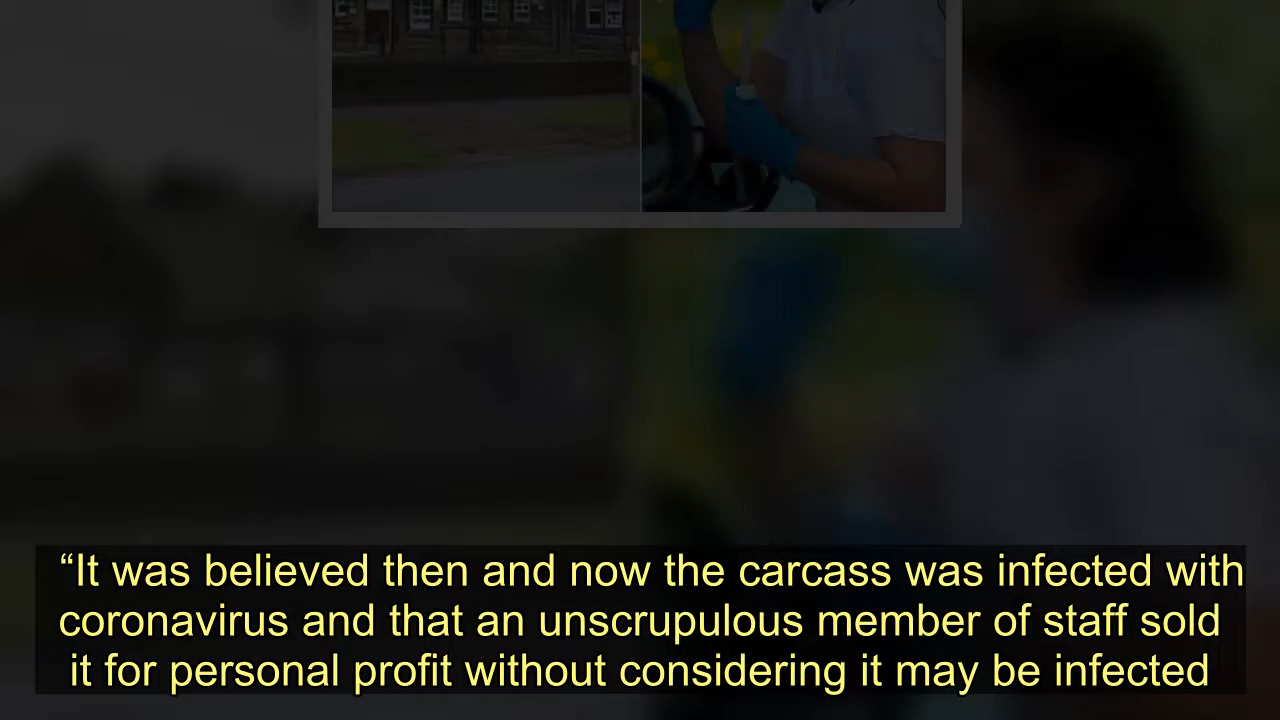 “It was believed then and now the carcass was infected with
coronavirus and that an unscrupulous member of staff sold
it for personal profit without considering it may be infected